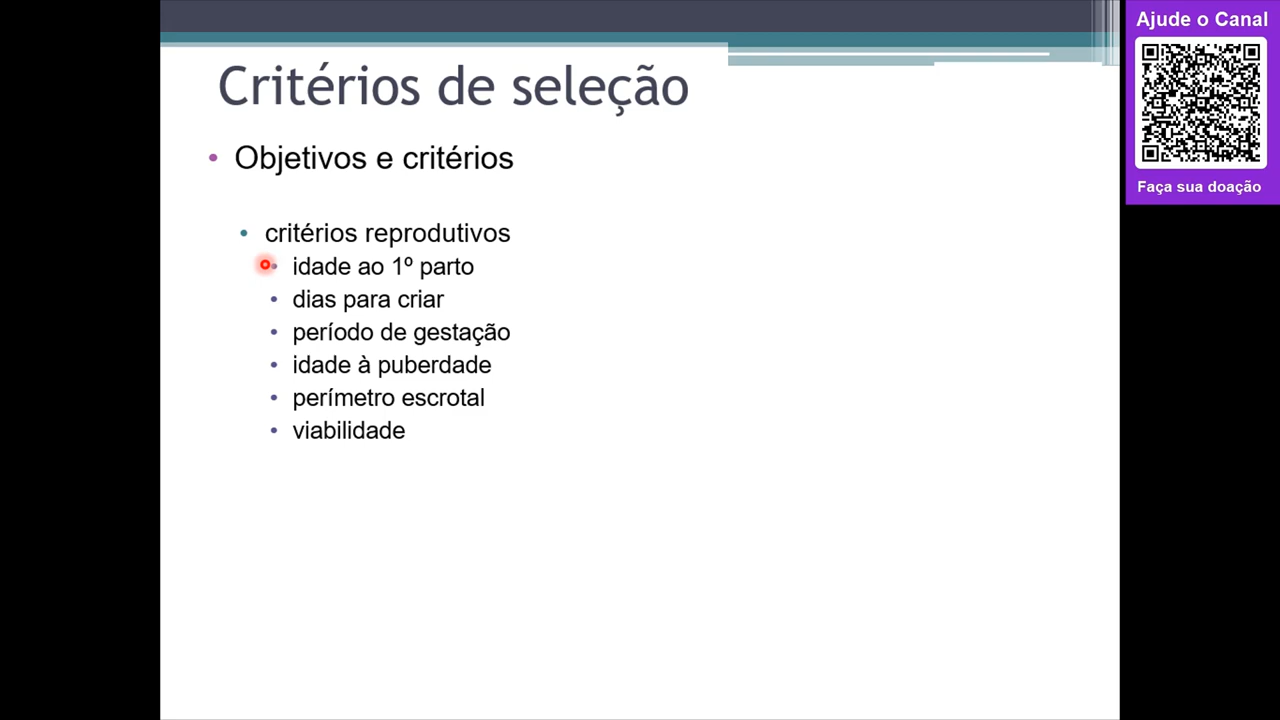 Ajude o Canal
Critérios de seleção
• Objetivos e critérios
Faça sua doação
• critérios reprodutivos
• idade ao 1º parto
• dias para criar
• período de gestação
• idade à puberdade
• perímetro escrotal
• viabilidade